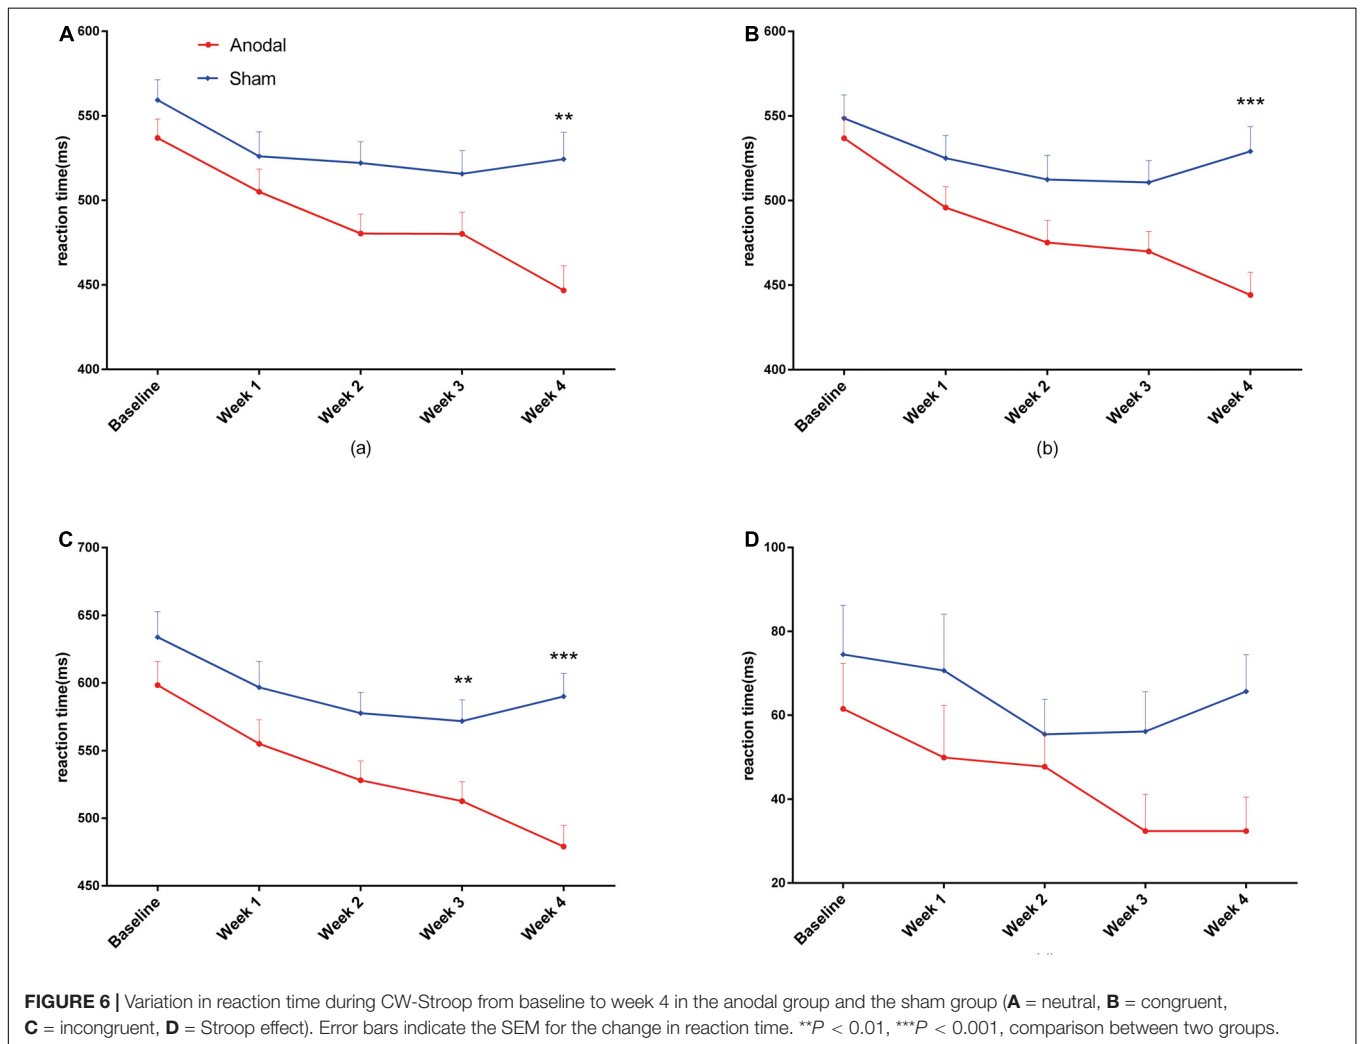 A
600
Anodal
Sham
550
**
500
450
400
reaction time(ms)
Baseline
Week 1
Week 2
Week 3
Week 4
(a)
B
600
***
550
500
450
400
reaction time(ms)
Baseline
Week 1
Week 2
Week 3
Week 4
(b)
C
700
650
***
**
600
550
500
450
reaction time(ms)
Baseline
Week 1
Week 2
Week 3
Week 4
D
100
80
60
40
20
reaction time(ms)
Baseline
Week 1
Week 2
Week 3
Week 4
FIGURE 6 | Variation in reaction time during CW-Stroop from baseline to week 4 in the anodal group and the sham group (A = neutral, B = congruent,
C = incongruent, D = Stroop effect). Error bars indicate the SEM for the change in reaction time. **P < 0.01, ***P < 0.001, comparison between two groups.